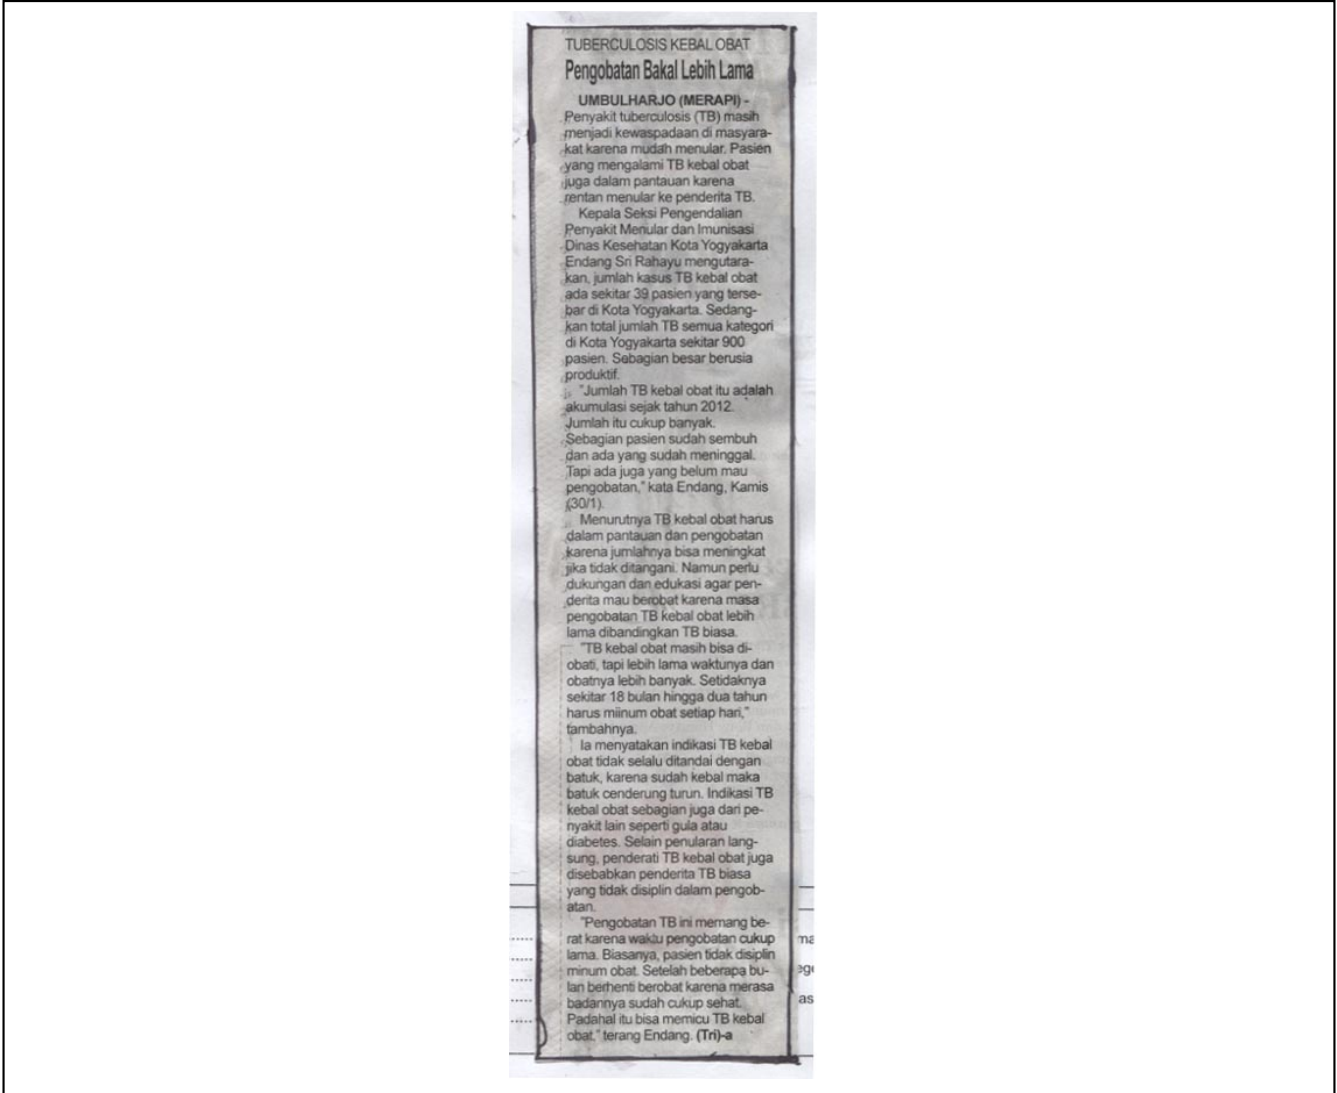 TUBERCULOSIS KEBAL OBAT
Pengobatan Bakal Lebih Lama
UMBULHARJO (MERAPI) -
Penyakit tuberculosis (TB) masih
menjadi kewaspadaan di masyara-
kat karena mudah menular. Pasien
yang mengalami TB kebal obat
juga dalam pantauan karena
rentan menular ke penderita TB.
Kepala Seksi Pengendalian
Penyakit Menular dan Imunisasi
Dinas Kesehatan Kota Yogyakarta
Endang Sri Rahayu mengutara-
kan, jumlah kasus TB kebal obat
ada sekitar 39 pasien yang terse-
bar di Kota Yogyakarta. Sedang-
kan total jumlah TB semua kategori
di Kota Yogyakarta sekitar 900
pasien. Sebagian besar berusia
produktif.
"Jumlah TB kebal obat itu adalah
akumulasi sejak tahun 2012.
Jumlah itu cukup banyak.
Sebagian pasien sudah sembuh
dan ada yang sudah meninggal.
Tapi ada juga yang belum mau
pengobatan," kata Endang, Kamis
(30/1).
Menurutnya TB kebal obat harus
dalam pantauan dan pengobatan
karena jumlahnya bisa meningkat
jika tidak ditangani. Namun perlu
dukungan dan edukasi agar pen-
derita mau berobat karena masa
pengobatan TB kebal obat lebih
lama dibandingkan TB biasa.
"TB kebal obat masih bisa di-
obati, tapi lebih lama waktunya dan
obatnya lebih banyak. Setidaknya
sekitar 18 bulan hingga dua tahun
harus miinum obat setiap hari,"
tambahnya.
Ia menyatakan indikasi TB kebal
obat tidak selalu ditandai dengan
batuk, karena sudah kebal maka
batuk cenderung turun. Indikasi TB
kebal obat sebagian juga dari pe-
nyakit lain seperti gula atau
diabetes. Selain penularan lang-
sung, penderati TB kebal obat juga
disebabkan penderita TB biasa
yang tidak disiplin dalam pengob-
atan.
"Pengobatan TB ini memang be-
rat karena waktu pengobatan cukup
lama. Biasanya, pasien tidak disiplin
minum obat. Setelah beberapa bu-
lan berhenti berobat karena merasa
badannya sudah cukup sehat.
Padahal itu bisa memicu TB kebal
obat," terang Endang. (Tri)-a